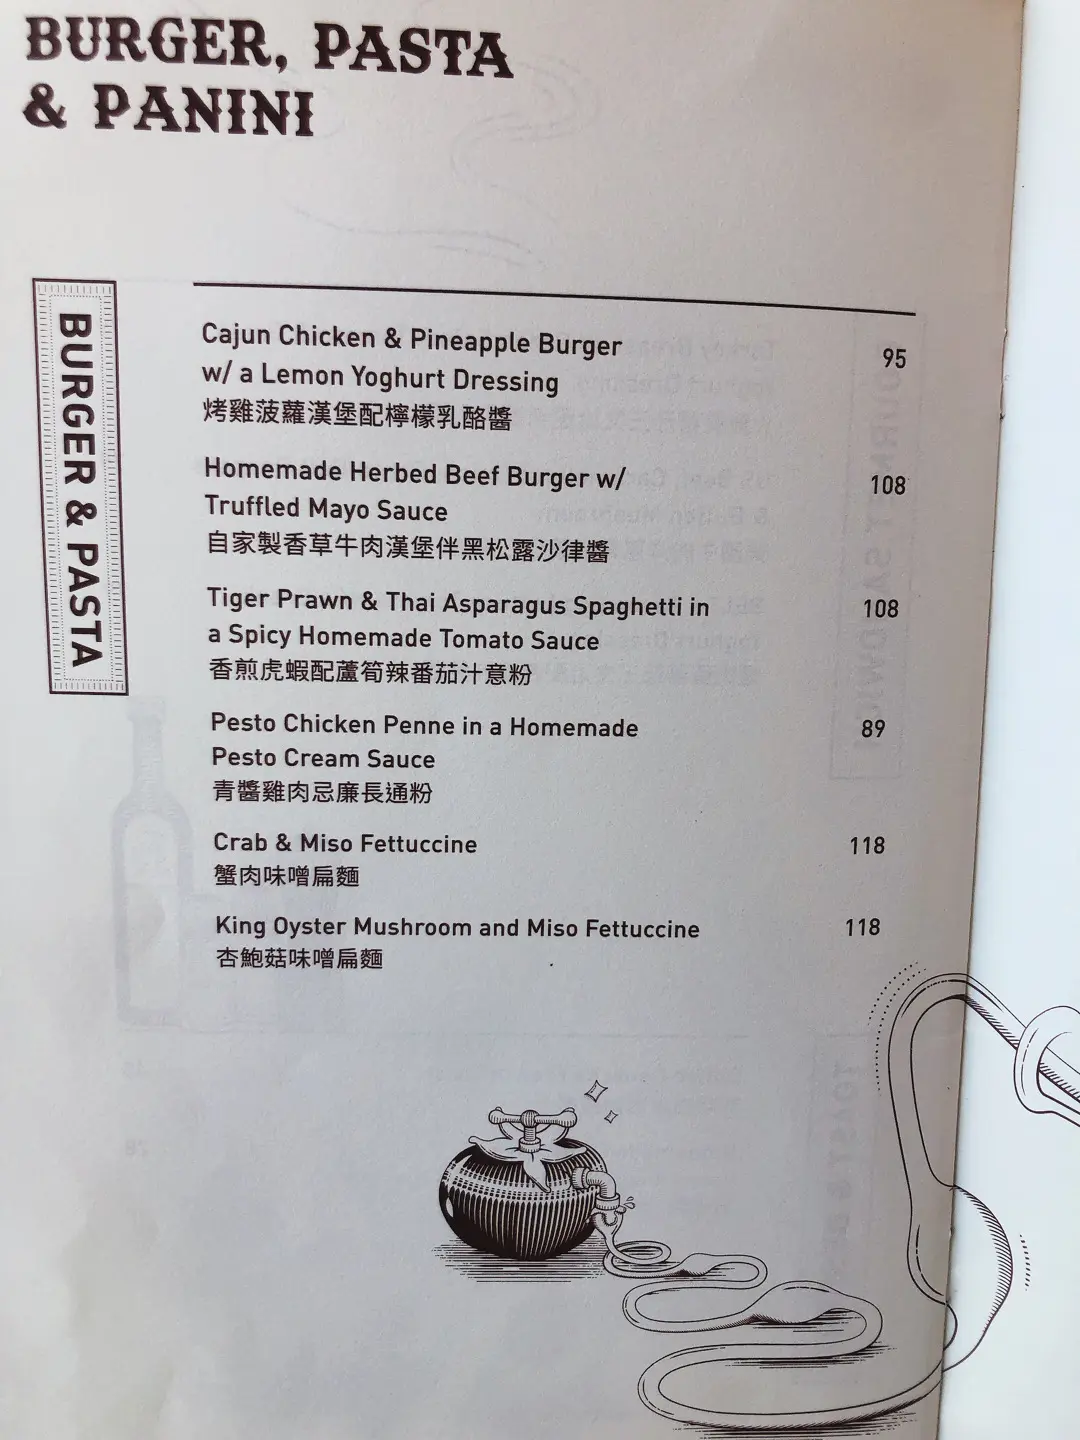 BURGER, PASTA
& PANINI
BURGER & PASTA
Cajun Chicken & Pineapple Burger
w/ a Lemon Yoghurt Dressing
95
烤雞菠蘿漢堡配檸檬乳酪醬
Homemade Herbed Beef Burger w/
108
Truffled Mayo Sauce
自家製香草牛肉漢堡伴黑松露沙律醬
Tiger Prawn & Thai Asparagus Spaghetti in
108
a Spicy Homemade Tomato Sauce
香煎虎蝦配蘆筍辣番茄汁意粉
Pesto Chicken Penne in a Homemade
89
Pesto Cream Sauce
青醬雞肉忌廉長通粉
Crab & Miso Fettuccine
118
蟹肉味噌扁麵
King Oyster Mushroom and Miso Fettuccine
118
杏鮑菇味噌扁麵